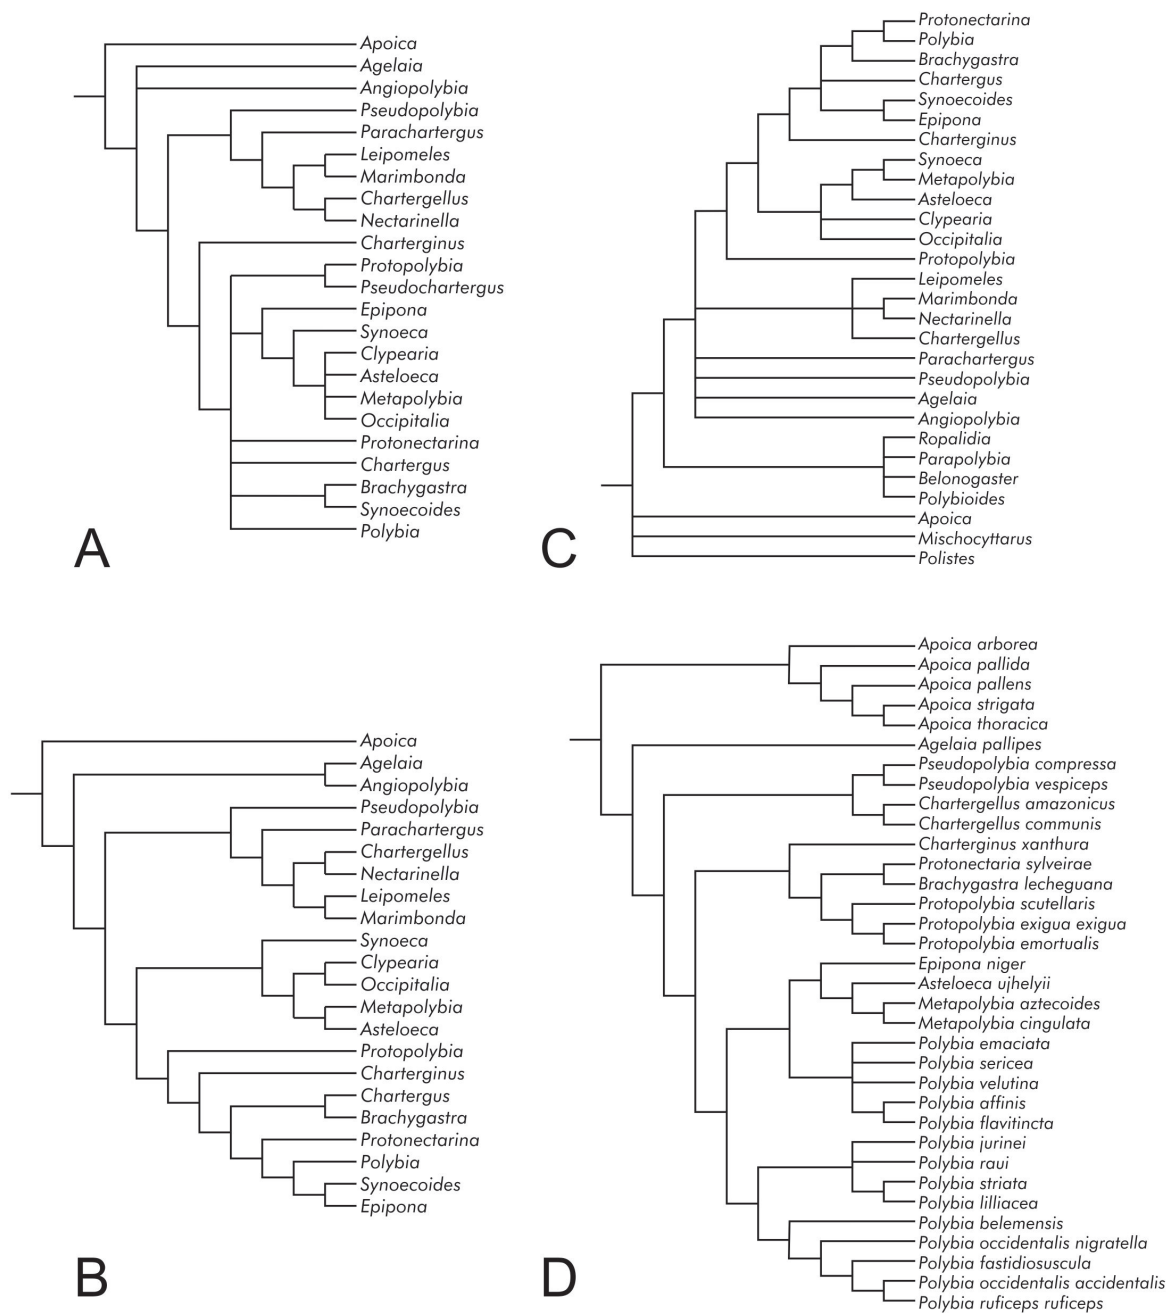 Apoica
Agelaia
Angiopolybia
Pseudopolybia
Parachartergus
Leipomeles
Marimbonda
Chartergellus
Nectarinella
Charterginus
Protopolybia
Pseudochartergus
Epipona
Synoeca
Clypearia
Asteloeca
Metapolybia
Occipitalia
Protonectarina
Chartergus
Brachygastra
Synoecoides
Polybia
A
Protonectarina
Polybia
Brachygastra
Chartergus
Synoecoides
Epipona
Charterginus
Synoeca
Metapolybia
Asteloeca
Clypearia
Occipitalia
Protopolybia
Leipomeles
Marimbonda
Nectarinella
Chartergellus
Parachartergus
Pseudopolybia
Agelaia
Angiopolybia
Ropalidia
Parapolybia
Belonogaster
Polybioides
Apoica
Mischocyttarus
Polistes
C
Apoica
Agelaia
Angiopolybia
Pseudopolybia
Parachartergus
Chartergellus
Nectarinella
Leipomeles
Marimbonda
Synoeca
Clypearia
Occipitalia
Metapolybia
Asteloeca
Protopolybia
Charterginus
Chartergus
Brachygastra
Protonectarina
Polybia
Synoecoides
Epipona
B
Apoica arborea
Apoica pallida
Apoica pallens
Apoica strigata
Apoica thoracica
Agelaia pallipes
Pseudopolybia compressa
Pseudopolybia vespiceps
Chartergellus amazonicus
Chartergellus communis
Charterginus xanthura
Protonectaria sylveirae
Brachygastra lecheguana
Protopolybia scutellaris
Protopolybia exigua exigua
Protopolybia emortualis
Epipona niger
Asteloeca ujhelyii
Metapolybia aztecoides
Metapolybia cingulata
Polybia emaciata
Polybia sericea
Polybia velutina
Polybia affinis
Polybia flavitincta
Polybia jurinei
Polybia raui
Polybia striata
Polybia lilliacea
Polybia belemensis
Polybia occidentalis nigratella
Polybia fastidiosuscula
Polybia occidentalis accidentalis
Polybia ruficeps ruficeps
D